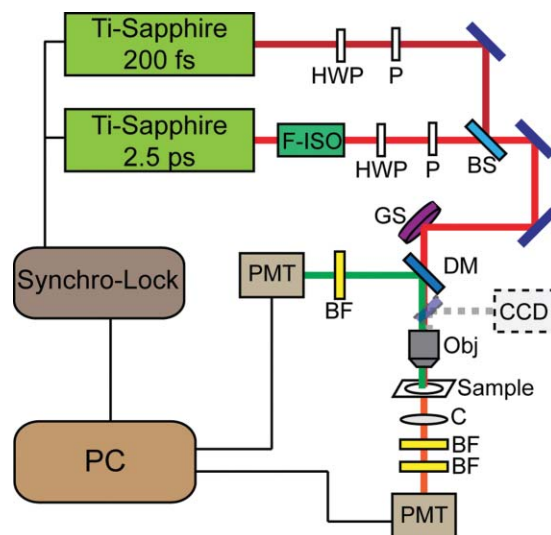 Ti-Sapphire
200 fs
HWP
P
Ti-Sapphire
2.5 ps
F-ISO
HWP
P
BS
GS
DM
Synchro-Lock
PMT
BF
CCD
Obj
Sample
C
PC
BF
BF
PMT